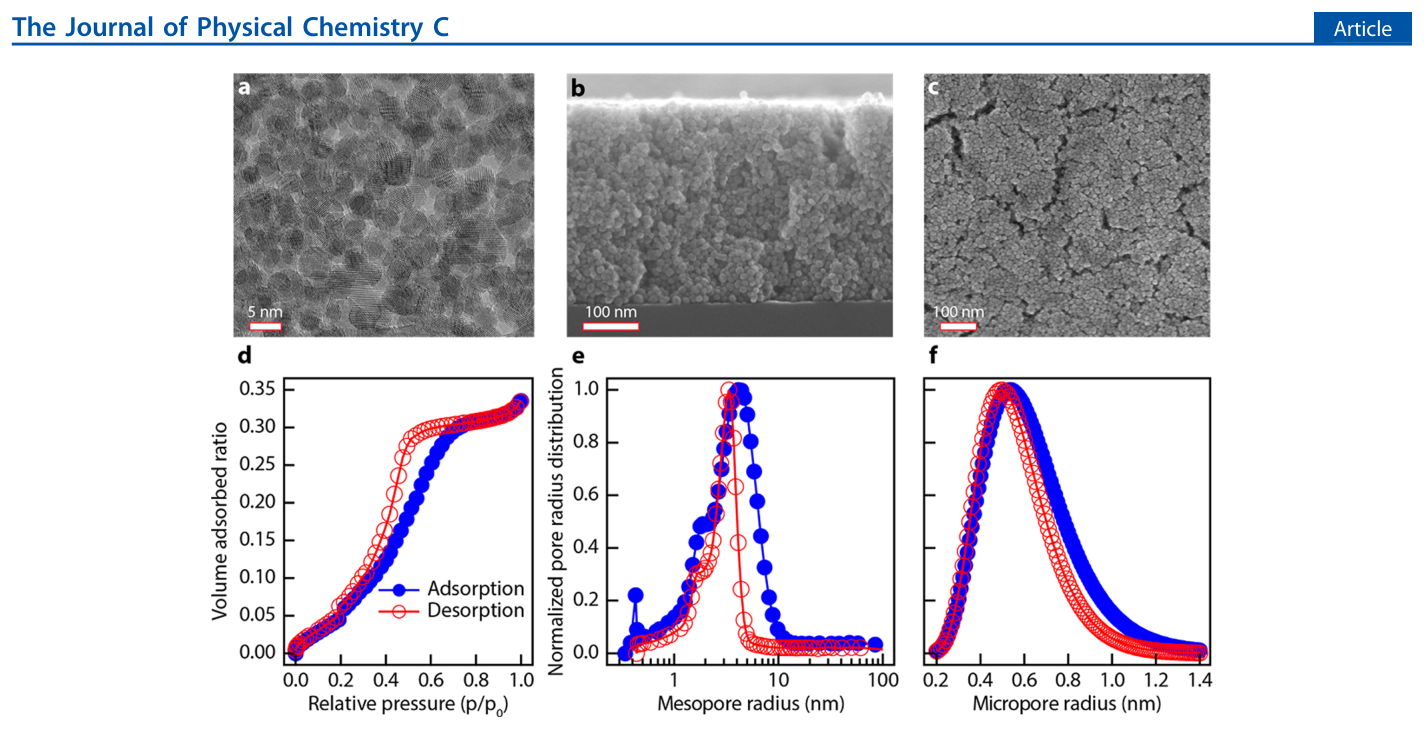 The Journal of Physical Chemistry C
Article
a
b
c
5 nm
100 nm
100 nm
d
e
f
Volume adsorbed ratio
0.35
0.30
0.25
0.20
0.15
0.10
0.05
0.00
Adsorption
Desorption
0.0 0.2 0.4 0.6 0.8 1.0
Relative pressure (p/p0)
Normalized pore radius distribution
1.0
0.8
0.6
0.4
0.2
0.0
1 10 100
Mesopore radius (nm)
0.2 0.4 0.6 0.8 1.0 1.2 1.4
Micropore radius (nm)